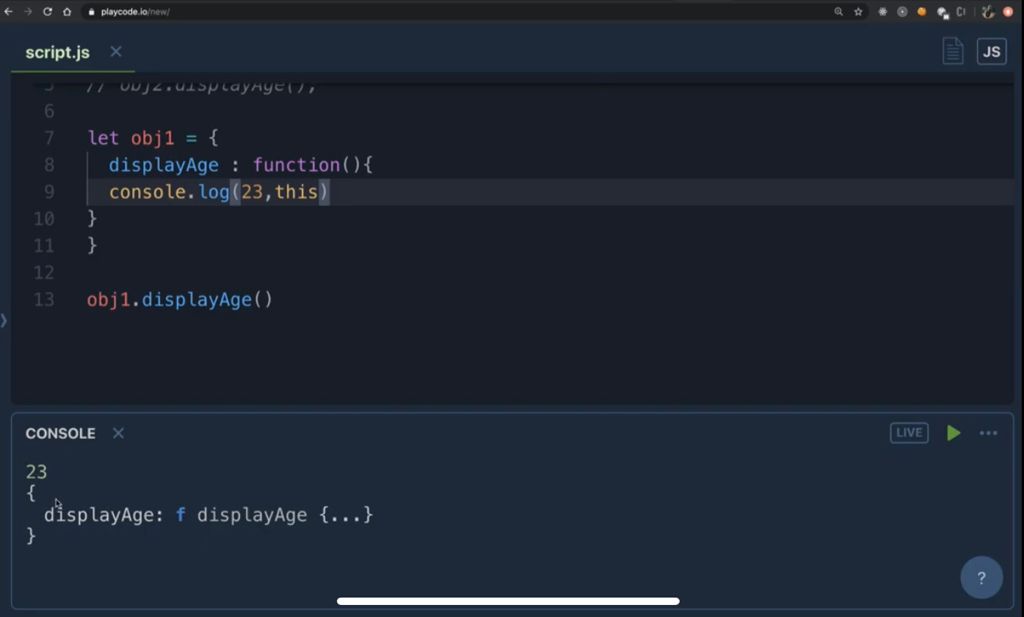 playcode.io/new/
script.js
JS
5 // obj2.displayAge();
6
7 let obj1 = {
8 displayAge : function(){
9 console.log(23,this)
10 }
11 }
12
13 obj1.displayAge()
CONSOLE
LIVE
23
{
displayAge: f displayAge {...}
}
?